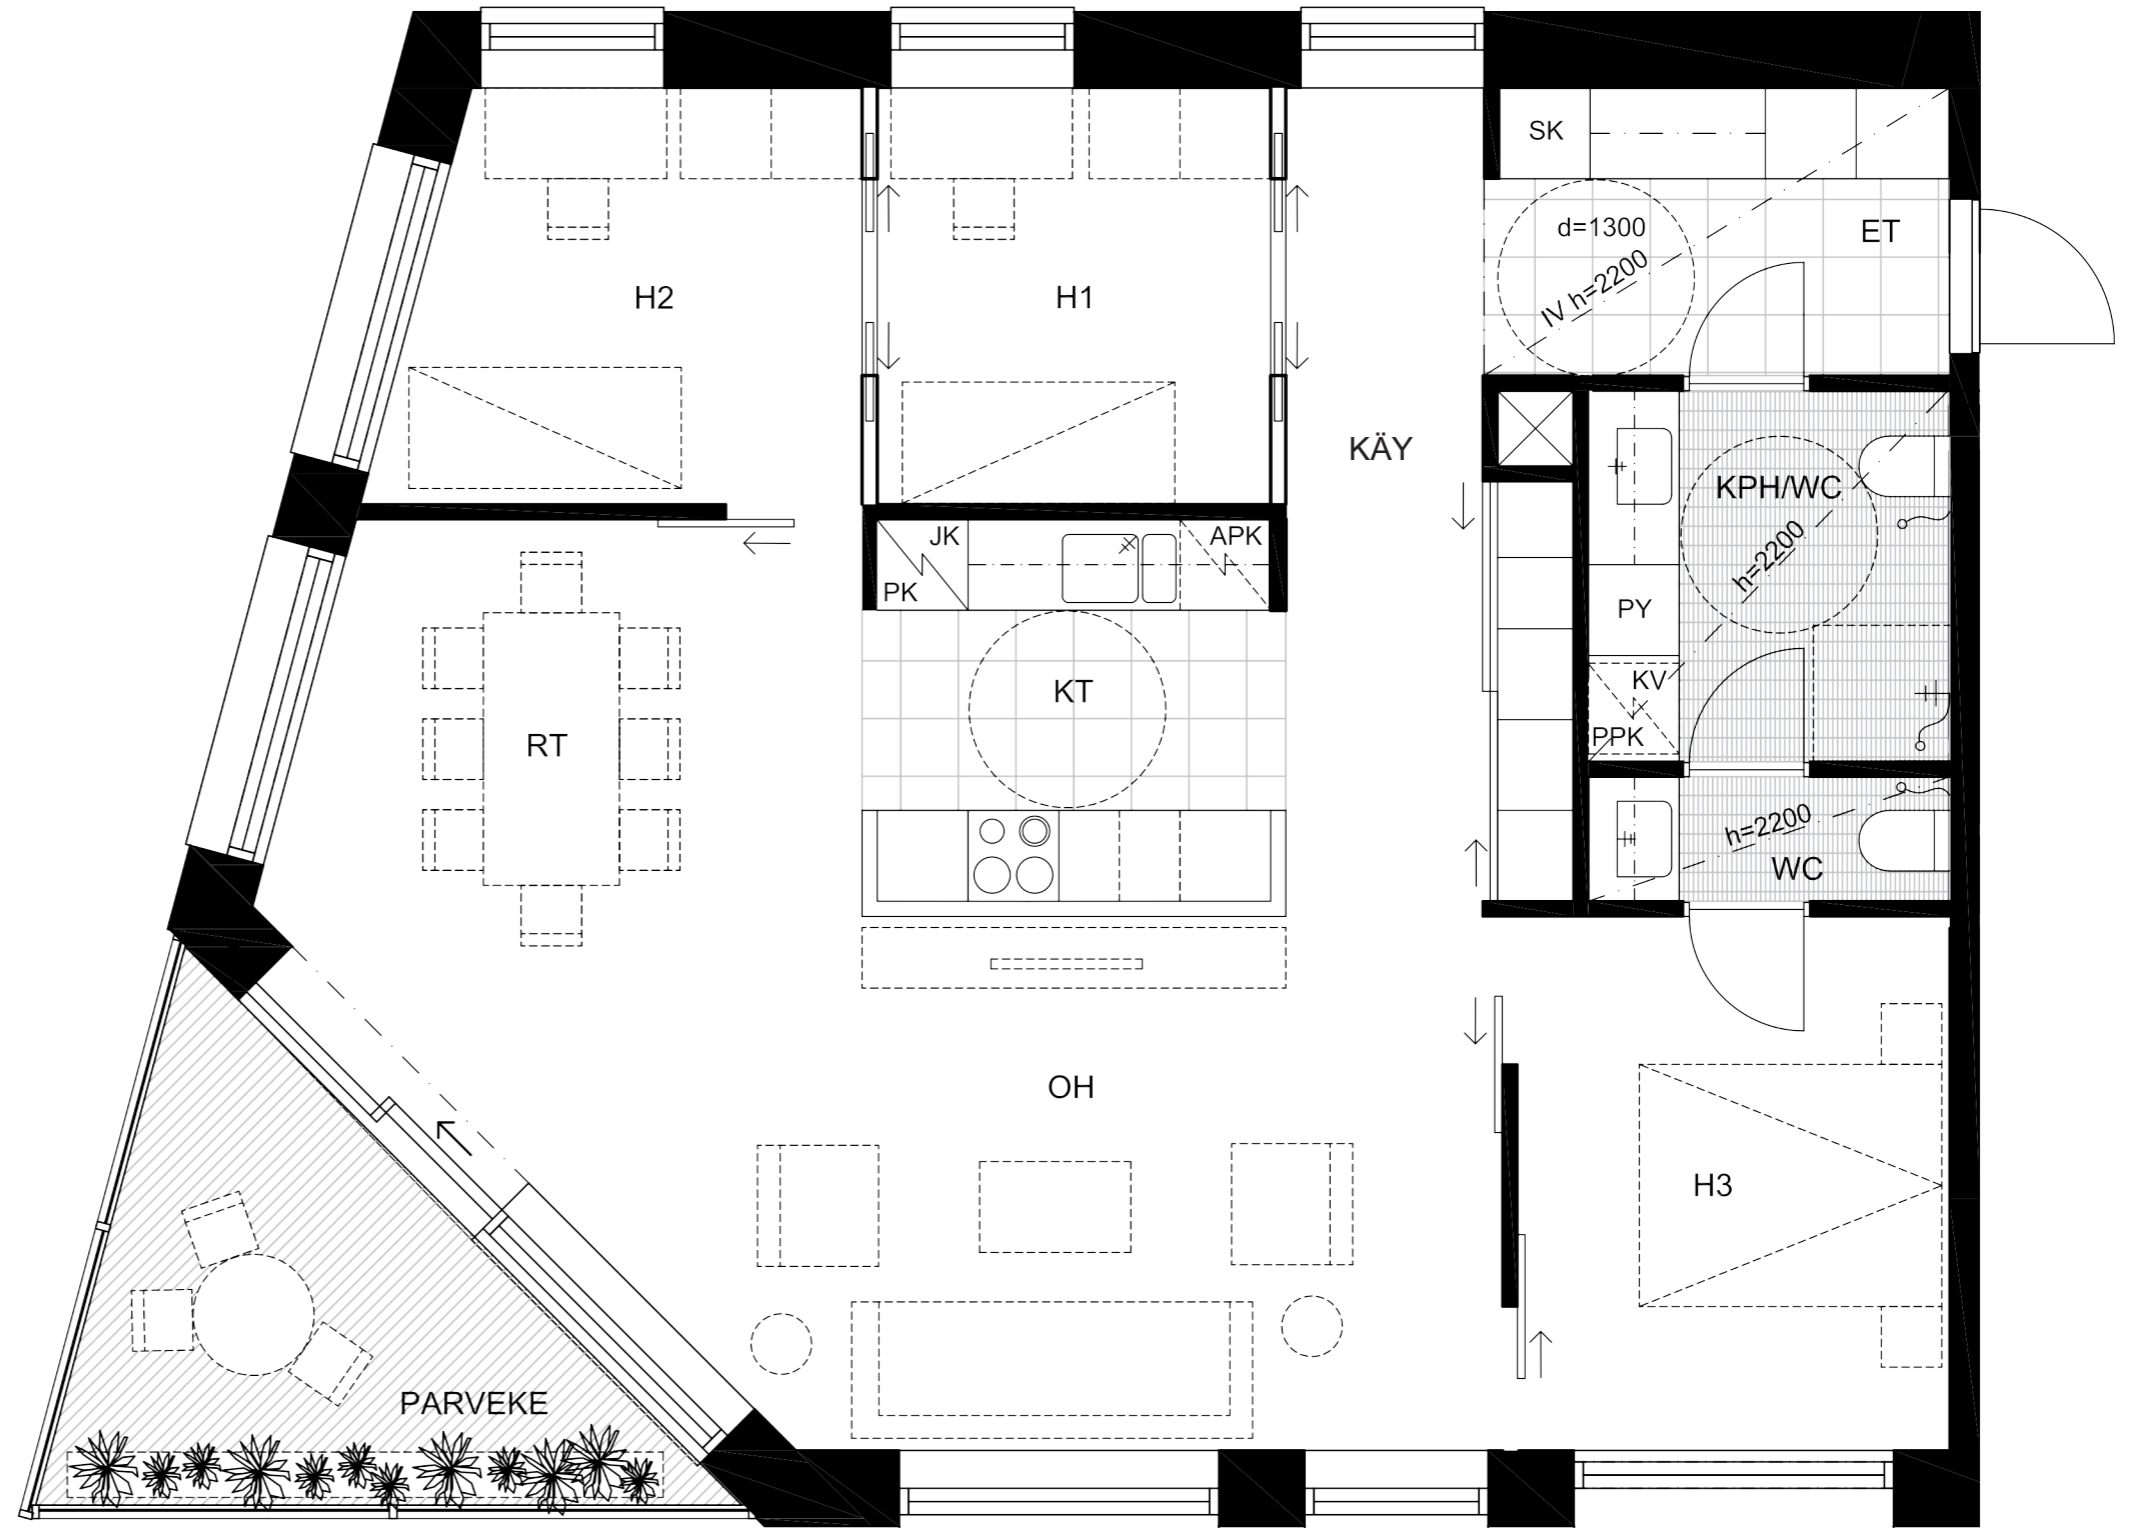 SK
d=1300
ET
IV h=2200
H2
H1
KÄY
KPH/WC
h=2200
JK
APK
PK
PY
KV
KT
PPK
RT
h=2200
WC
OH
H3
PARVEKE